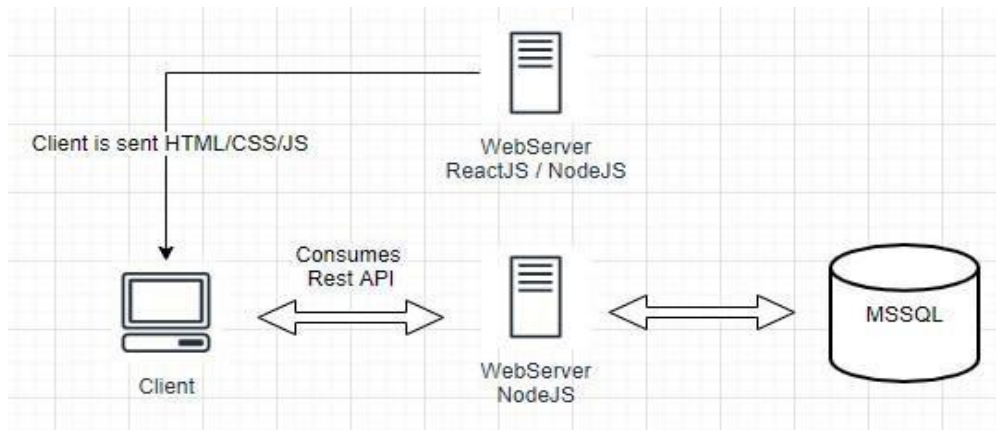 Client is sent HTML/CSS/JS
WebServer
ReactJS / NodeJS
Consumes
Rest API
Client
WebServer
NodeJS
MSSQL